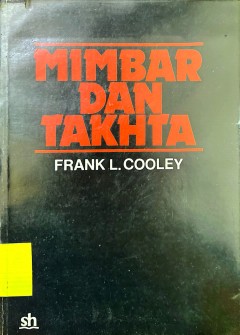 MIMBAR
DAN
TAKHTA
FRANK L. COOLEY
sh